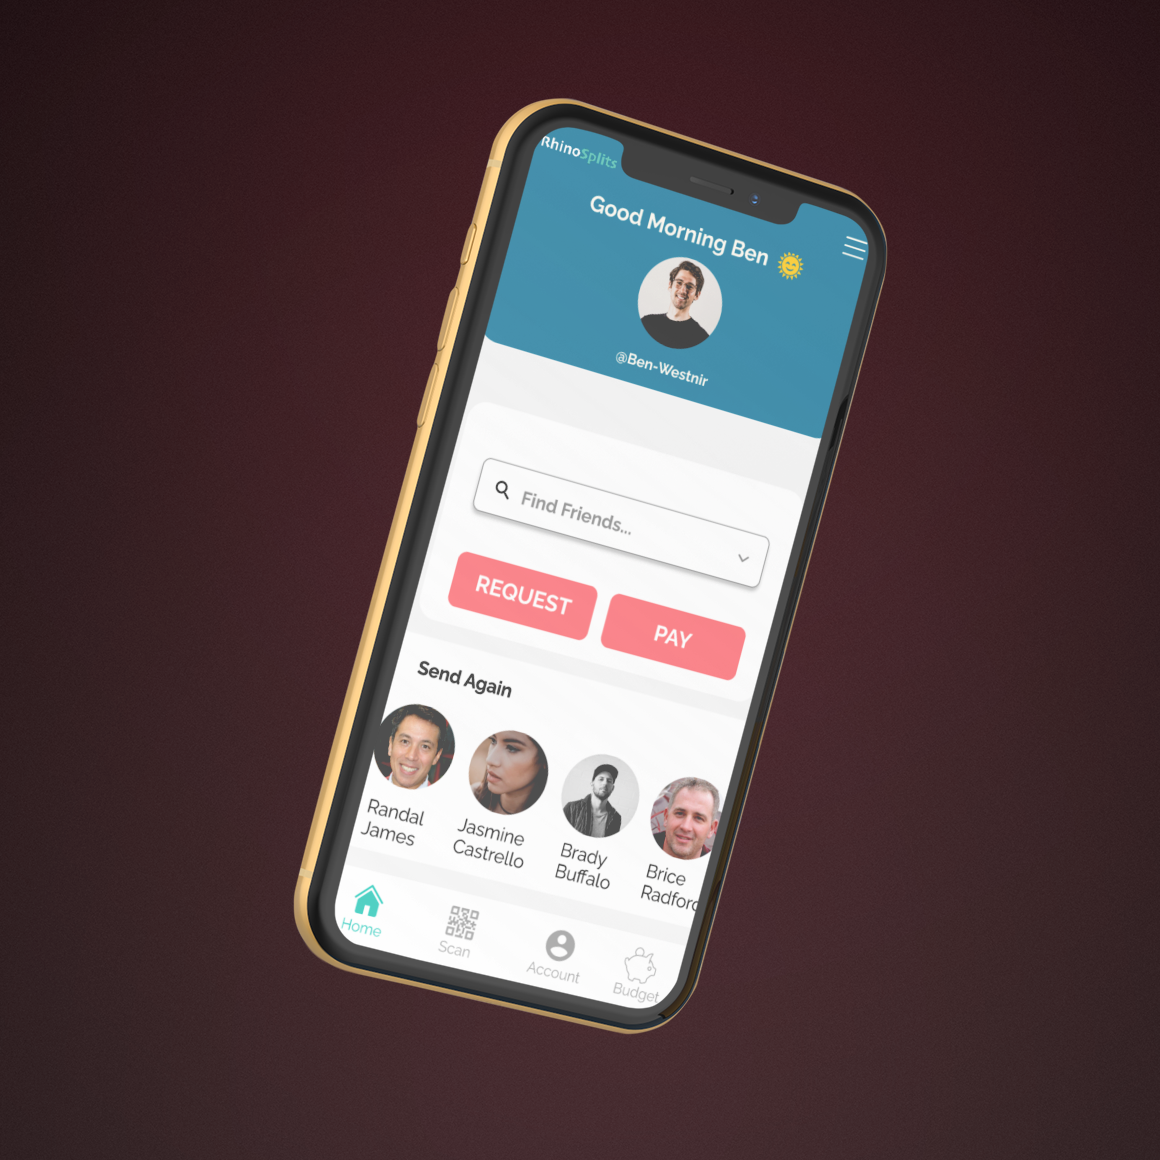 RhinoSplits
Good Morning Ben
@Ben-Westnir
Find Friends...
REQUEST
PAY
Send Again
Randal
James
Jasmine
Castrello
Brady
Buffalo
Brice
Radford
Home
Scan
Account
Budget